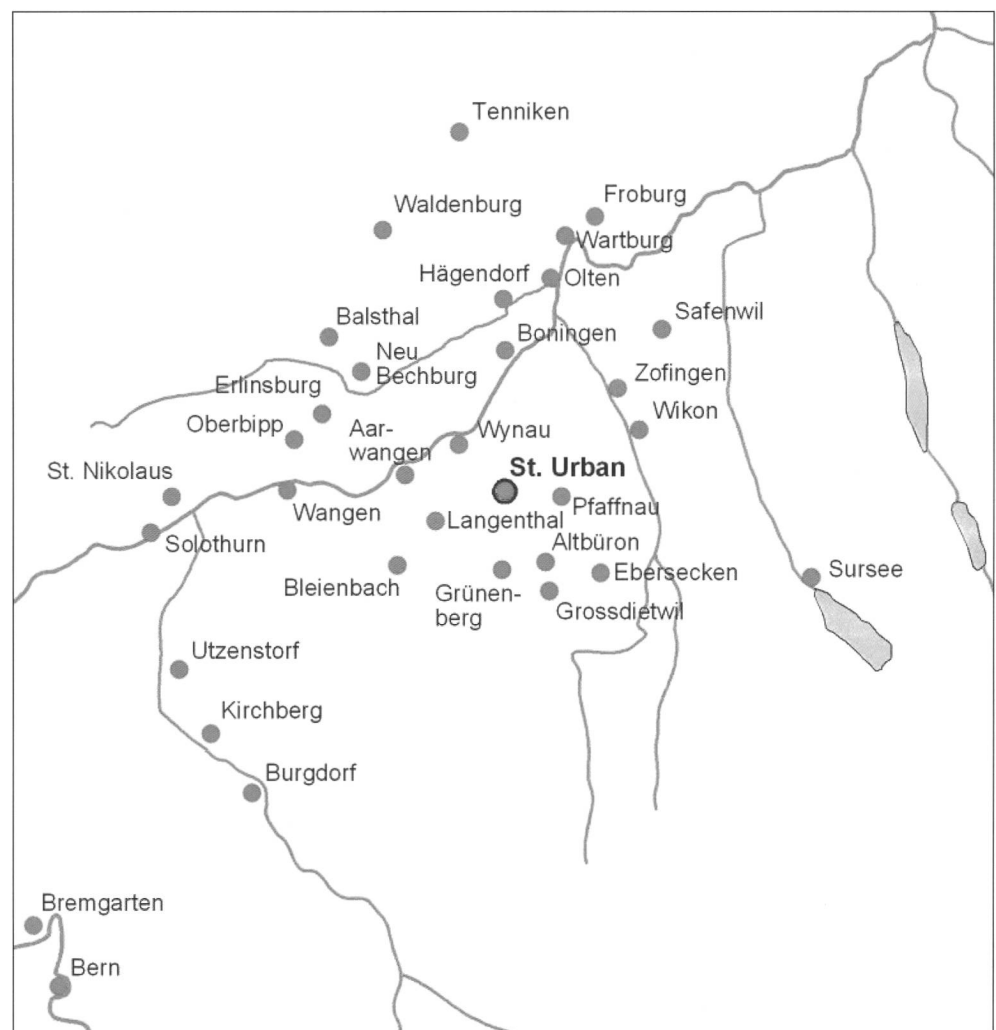 Tenniken
Waldenburg
Froburg
Wartburg
Hägendorf
Olten
Balsthal
Safenwil
Boningen
Neu
Bechburg
Zofingen
Erlinsburg
Wikon
Oberbipp
Aar-
wangen
Wynau
St. Nikolaus
St. Urban
Wangen
Pfaffnau
Langenthal
Solothurn
Altbüron
Bleienbach
Ebersecken
Sursee
Grünen-
berg
Grossdietwil
Utzenstorf
Kirchberg
Burgdorf
Bremgarten
Bern